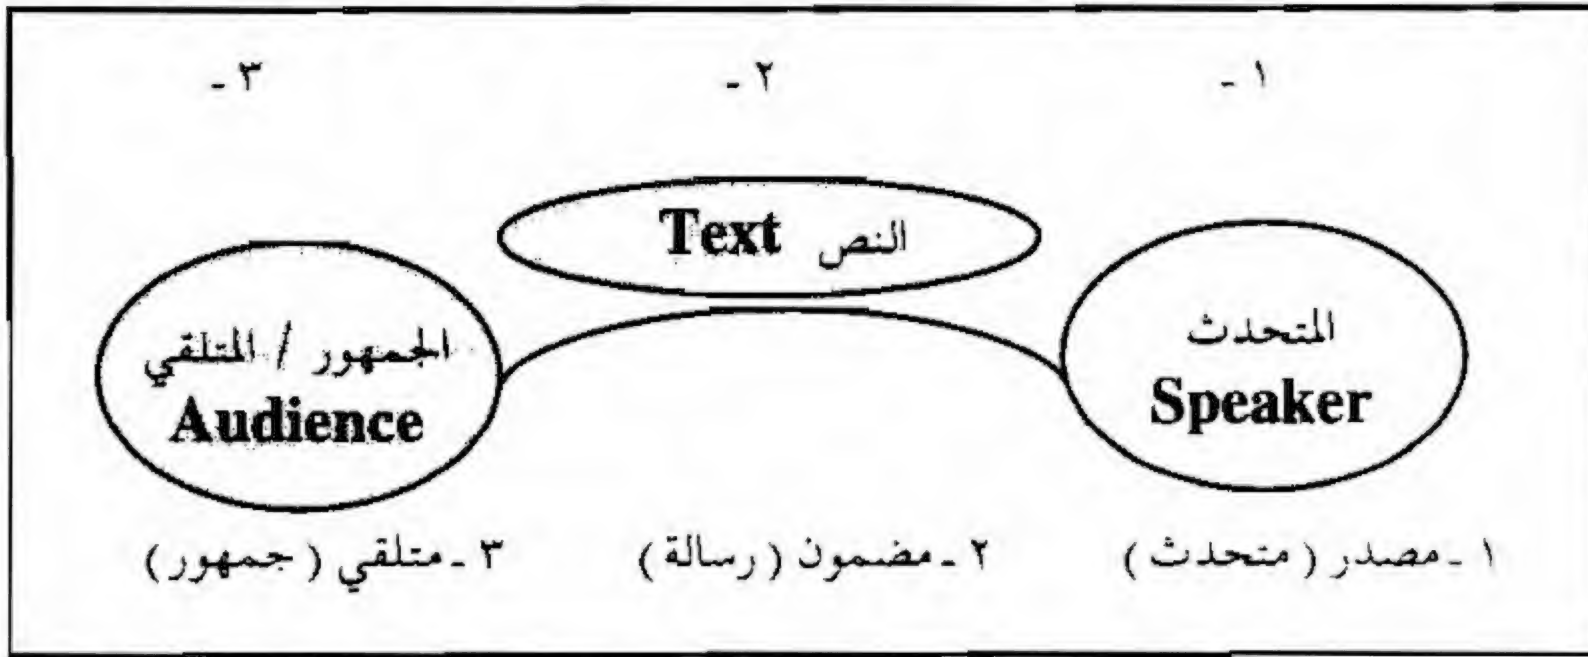 ١ -
٢ -
٣ -
المتحدث
Speaker
النص Text
الجمهور / المتلقي
Audience
١ - مصدر (متحدث)
٢ - مضمون (رسالة)
٣ - متلقي (جمهور)